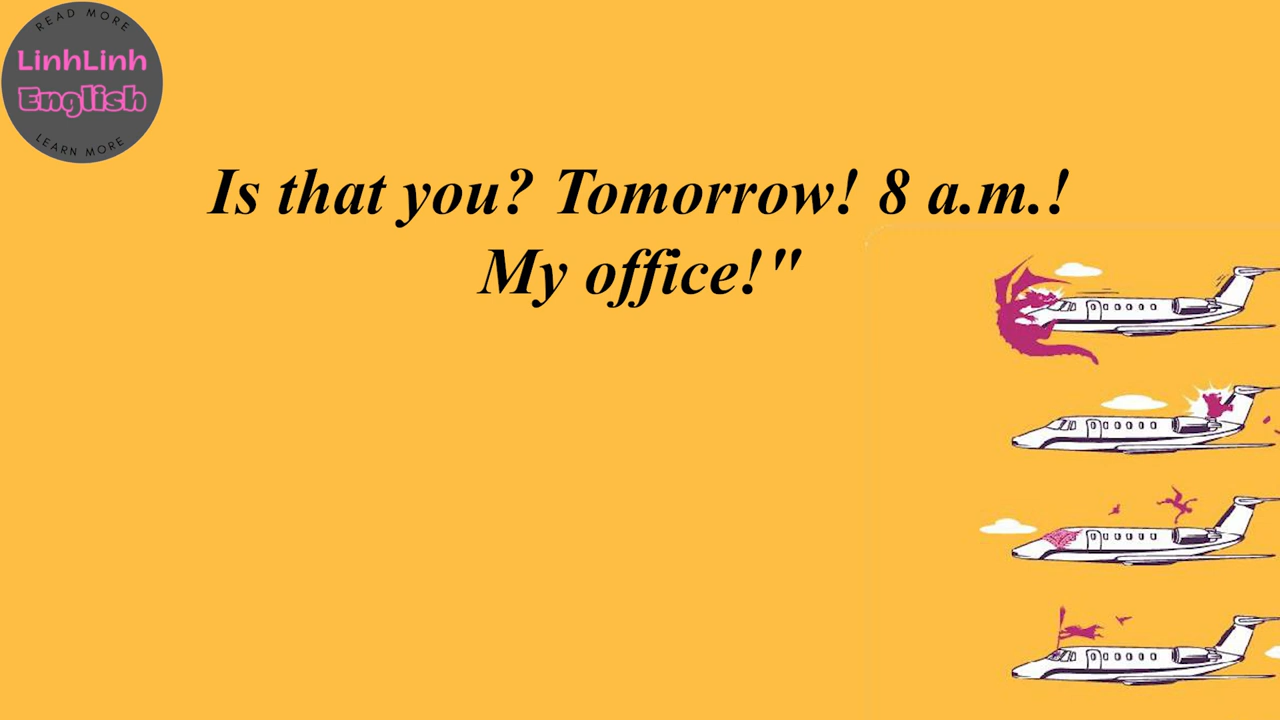 READ MORE
LinhLinh
English
LEARN MORE
Is that you? Tomorrow! 8 a.m.!
My office!"